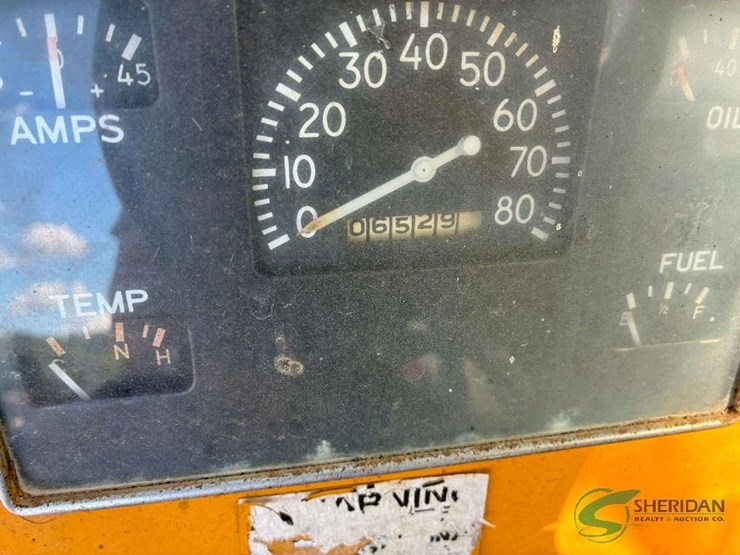 45
- +
AMPS
0 10 20 30 40 50 60 70 80
06529
40
OIL
TEMP
C N H
FUEL
E ½ F
SHERIDAN
REALTY & AUCTION CO.